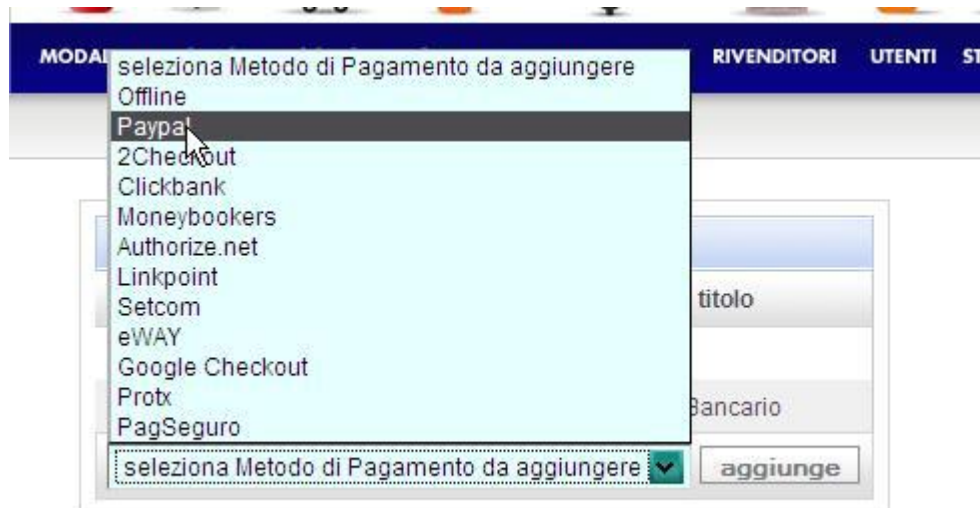 MODAL
RIVENDITORI UTENTI ST
seleziona Metodo di Pagamento da aggiungere
Offline
Paypal
2Checkout
Clickbank
Moneybookers
Authorize.net
Linkpoint
Setcom
eWAY
Google Checkout
Protx
PagSeguro
titolo
Bancario
seleziona Metodo di Pagamento da aggiungere
aggiunge